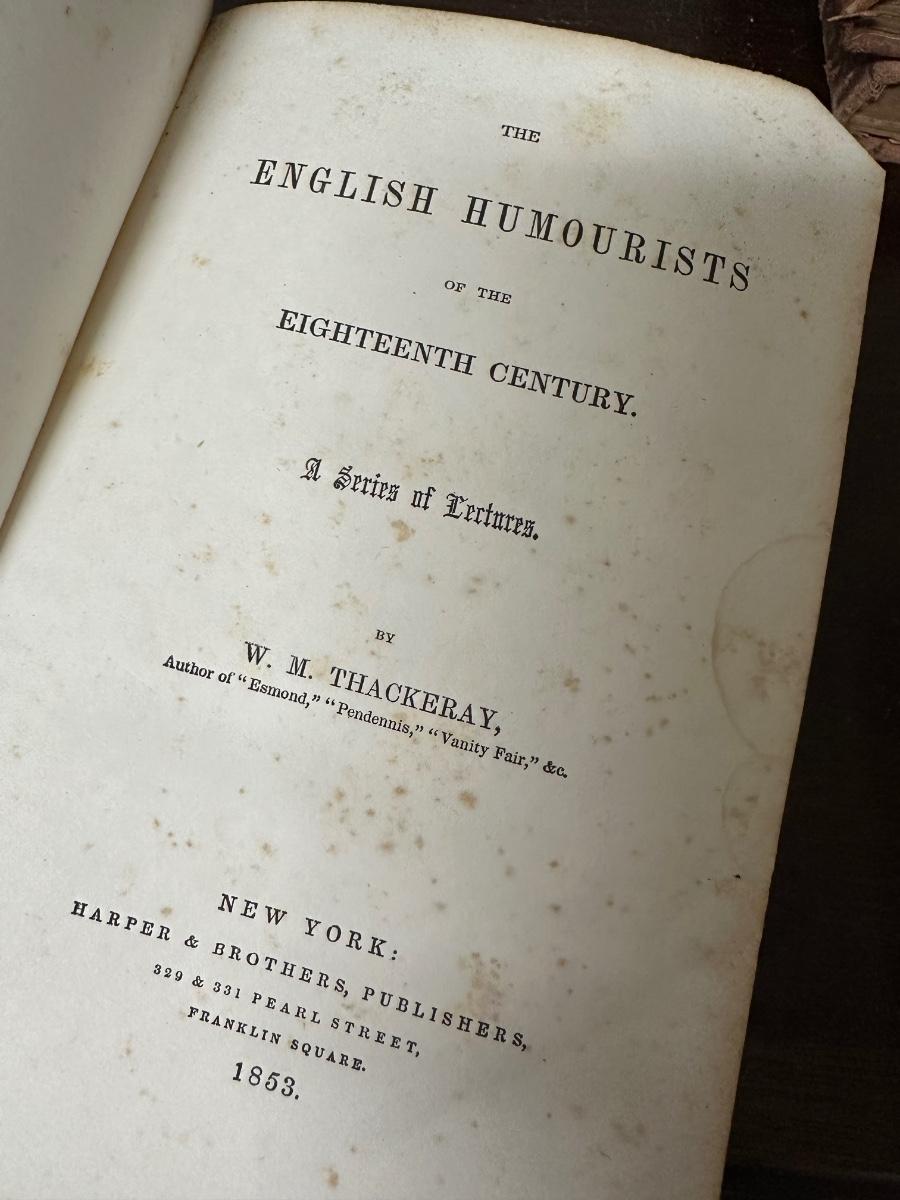 THE
ENGLISH HUMOURISTS
OF THE
EIGHTEENTH CENTURY.
A Series of Lectures.
BY
W. M. THACKERAY,
Author of “Esmond,” “Pendennis,” “Vanity Fair,” &c.
NEW YORK:
HARPER & BROTHERS, PUBLISHERS,
329 & 331 PEARL STREET,
FRANKLIN SQUARE.
1853.